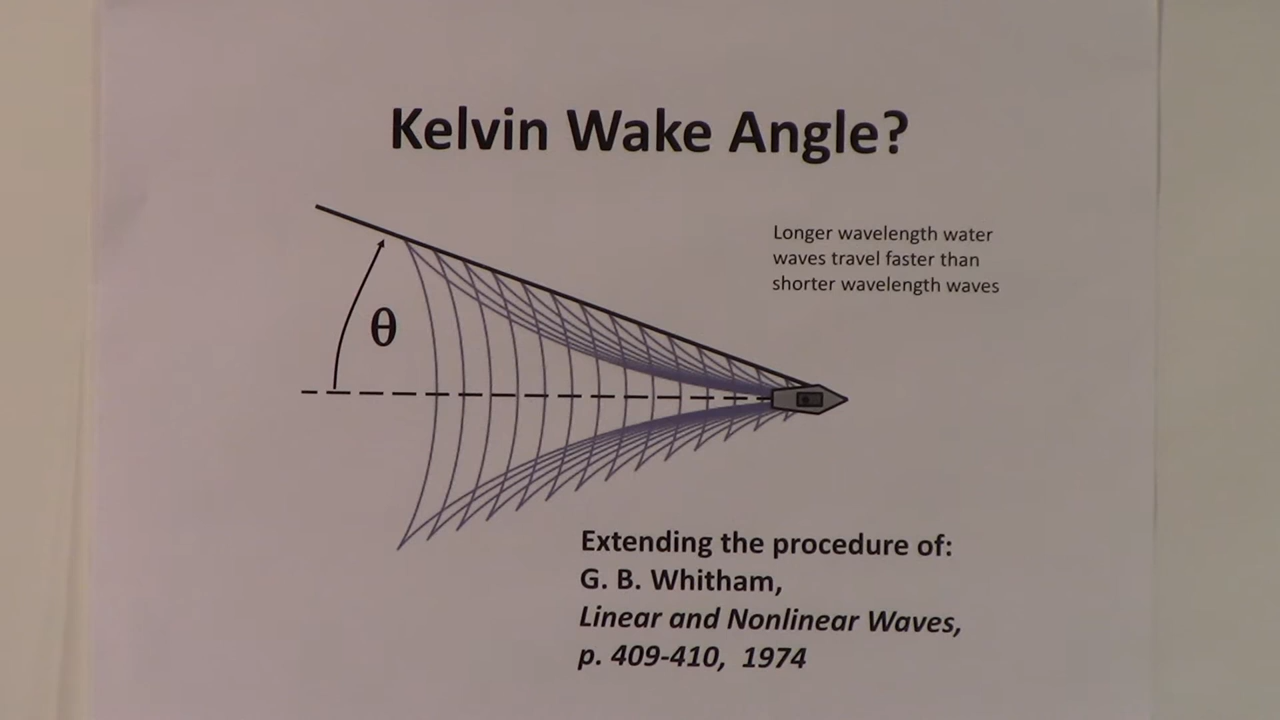 Kelvin Wake Angle?
Longer wavelength water
waves travel faster than
shorter wavelength waves
θ
Extending the procedure of:
G. B. Whitham,
Linear and Nonlinear Waves,
p. 409-410, 1974